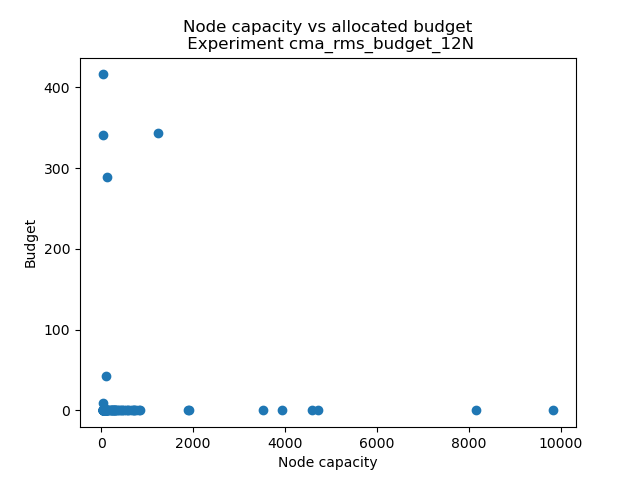 Node capacity vs allocated budget
Experiment cma_rms_budget_12N
400
300
200
100
0
Budget
0 2000 4000 6000 8000 10000
Node capacity